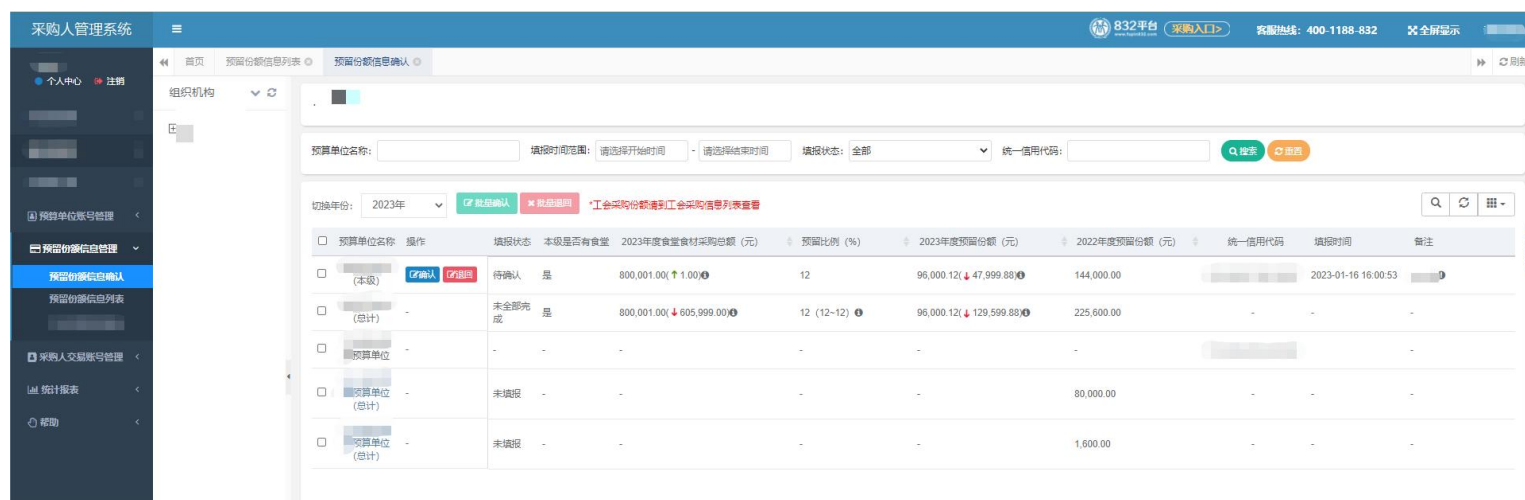 采购人管理系统
832平台
采购入口>
客服热线：400-1188-832
全屏显示
首页 预留份额信息列表 预留份额信息确认
个人中心 注销
组织机构
预算单位名称：
填报时间范围：
请选择开始时间
-
请选择结束时间
填报状态：
全部
统一信用代码：
搜索
重置
预算单位账号管理
预留份额信息管理
预留份额信息确认
预留份额信息列表
采购人交易账号管理
统计报表
帮助
切换年份：
2023年
批量确认
批量退回
*工会采购份额请到工会采购信息列表查看
预算单位名称 操作 填报状态 本级是否有食堂 2023年度食堂食材采购总额（元） 预留比例（%） 2023年度预留份额（元） 2022年度预留份额（元） 统一信用代码 填报时间 备注
(本级) 确认 退回 待确认 是 800,001.00(↑1.00) 12 96,000.12(↓47,999.88) 144,000.00 2023-01-16 16:00:53
(总计) - 未全部完成 是 800,001.00(↓605,999.00) 12（12~12） 96,000.12(↓129,599.88) 225,600.00 - - -
预算单位 - - - - - - - -
预算单位
(总计) - 未填报 - - - - 80,000.00 - - -
预算单位
(总计) - 未填报 - - - - 1,600.00 - - -